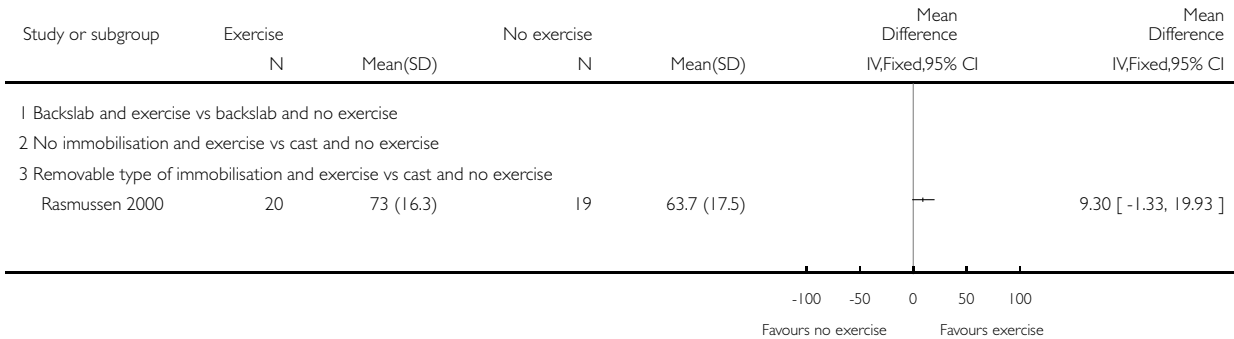 Mean Mean
Study or subgroup Exercise No exercise Difference Difference
N Mean(SD) N Mean(SD) IV,Fixed,95% CI IV,Fixed,95% CI
1 Backslab and exercise vs backslab and no exercise
2 No immobilisation and exercise vs cast and no exercise
3 Removable type of immobilisation and exercise vs cast and no exercise
Rasmussen 2000 20 73 (16.3) 19 63.7 (17.5) 9.30 [ -1.33, 19.93 ]
-100 -50 0 50 100
Favours no exercise Favours exercise